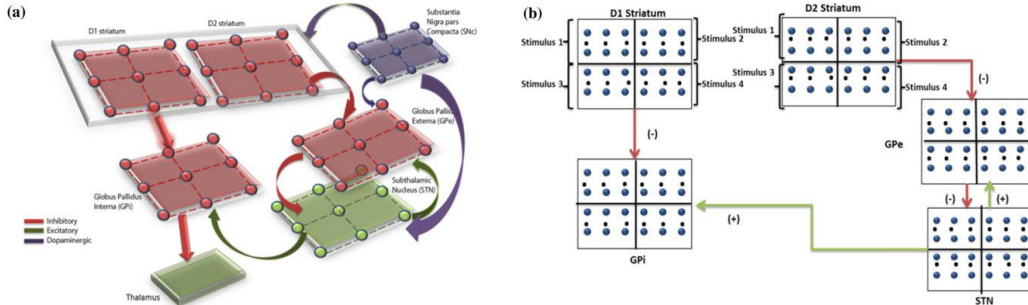 (a)
D1 striatum
D2 striatum
Substantia
Nigra pars
Compacta (SNc)
Globus Pallidus
Externa (GPe)
Subthalamic
Nucleus (STN)
Globus Pallidus
Interna (GPi)
Inhibitory
Excitatory
Dopaminergic
Thalamus
(b)
D1 Striatum
D2 Striatum
Stimulus 1
Stimulus 2
Stimulus 3
Stimulus 4
Stimulus 1
Stimulus 2
Stimulus 3
Stimulus 4
(-)
(-)
GPe
(-)
(+)
(+)
GPi
STN